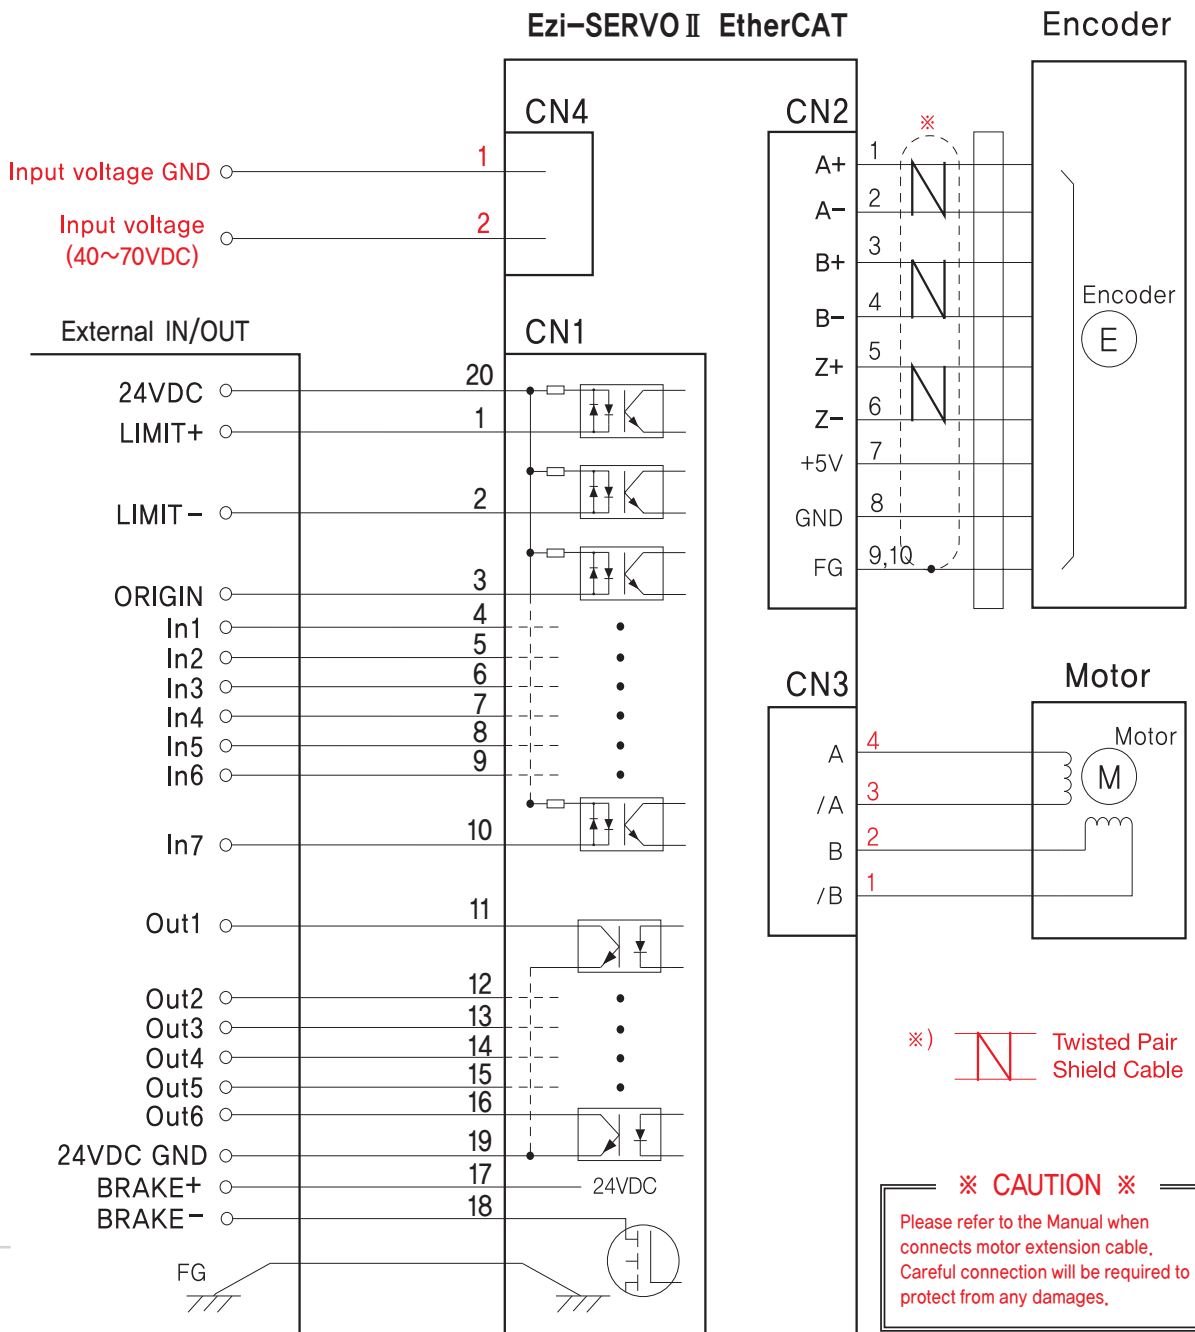 Ezi-SERVOⅡ EtherCAT
Encoder
CN4
Input voltage GND
1
Input voltage
(40~70VDC)
2
CN2
※
A+
1
A-
2
B+
3
B-
4
Z+
5
Z-
6
+5V
7
GND
8
FG
9,10
Encoder
E
External IN/OUT
CN1
24VDC
20
LIMIT+
1
LIMIT-
2
ORIGIN
3
In1
4
In2
5
In3
6
In4
7
In5
8
In6
9
In7
10
Out1
11
Out2
12
Out3
13
Out4
14
Out5
15
Out6
16
24VDC GND
19
BRAKE+
17
24VDC
BRAKE-
18
FG
CN3
Motor
A
4
/A
3
B
2
/B
1
Motor
M
※)
Twisted Pair
Shield Cable
※ CAUTION ※
Please refer to the Manual when
connects motor extension cable.
Careful connection will be required to
protect from any damages.